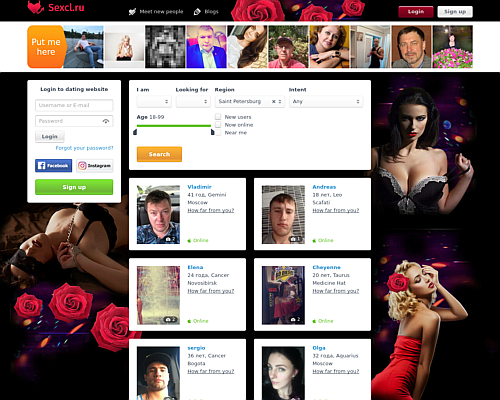 Sexcl.ru
Meet new people
Blogs
Login
Sign up
Put me
here
Login to dating website
Username or E-mail
Password
Login
Forgot your password?
Facebook
Instagram
Sign up
I am
Looking for
Region
Intent
Saint Petersburg
Any
Age 18-99
New users
Now online
Near me
Search
Vladimir
41 год, Gemini
Moscow
How far from you?
2
Online
Andreas
18 лет, Leo
Scafati
How far from you?
Online
Elena
24 года, Cancer
Novosibirsk
How far from you?
2
Online
Cheyenne
20 лет, Taurus
Medicine Hat
How far from you?
2
Online
sergio
36 лет, Cancer
Bogota
How far from you?
Olga
32 года, Aquarius
Moscow
How far from you?